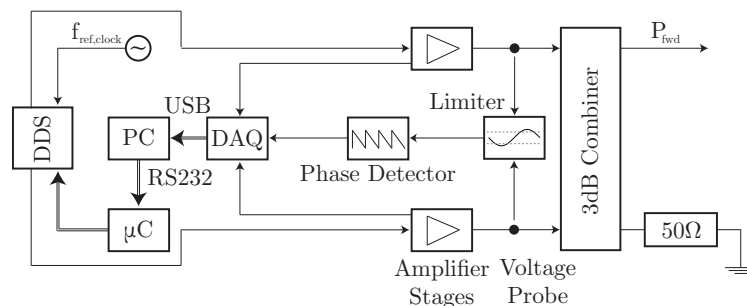 f_ref,clock
P_fwd
USB
Limiter
DDS
PC
DAQ
3dB Combiner
RS232
Phase Detector
μC
50Ω
Amplifier
Stages
Voltage
Probe